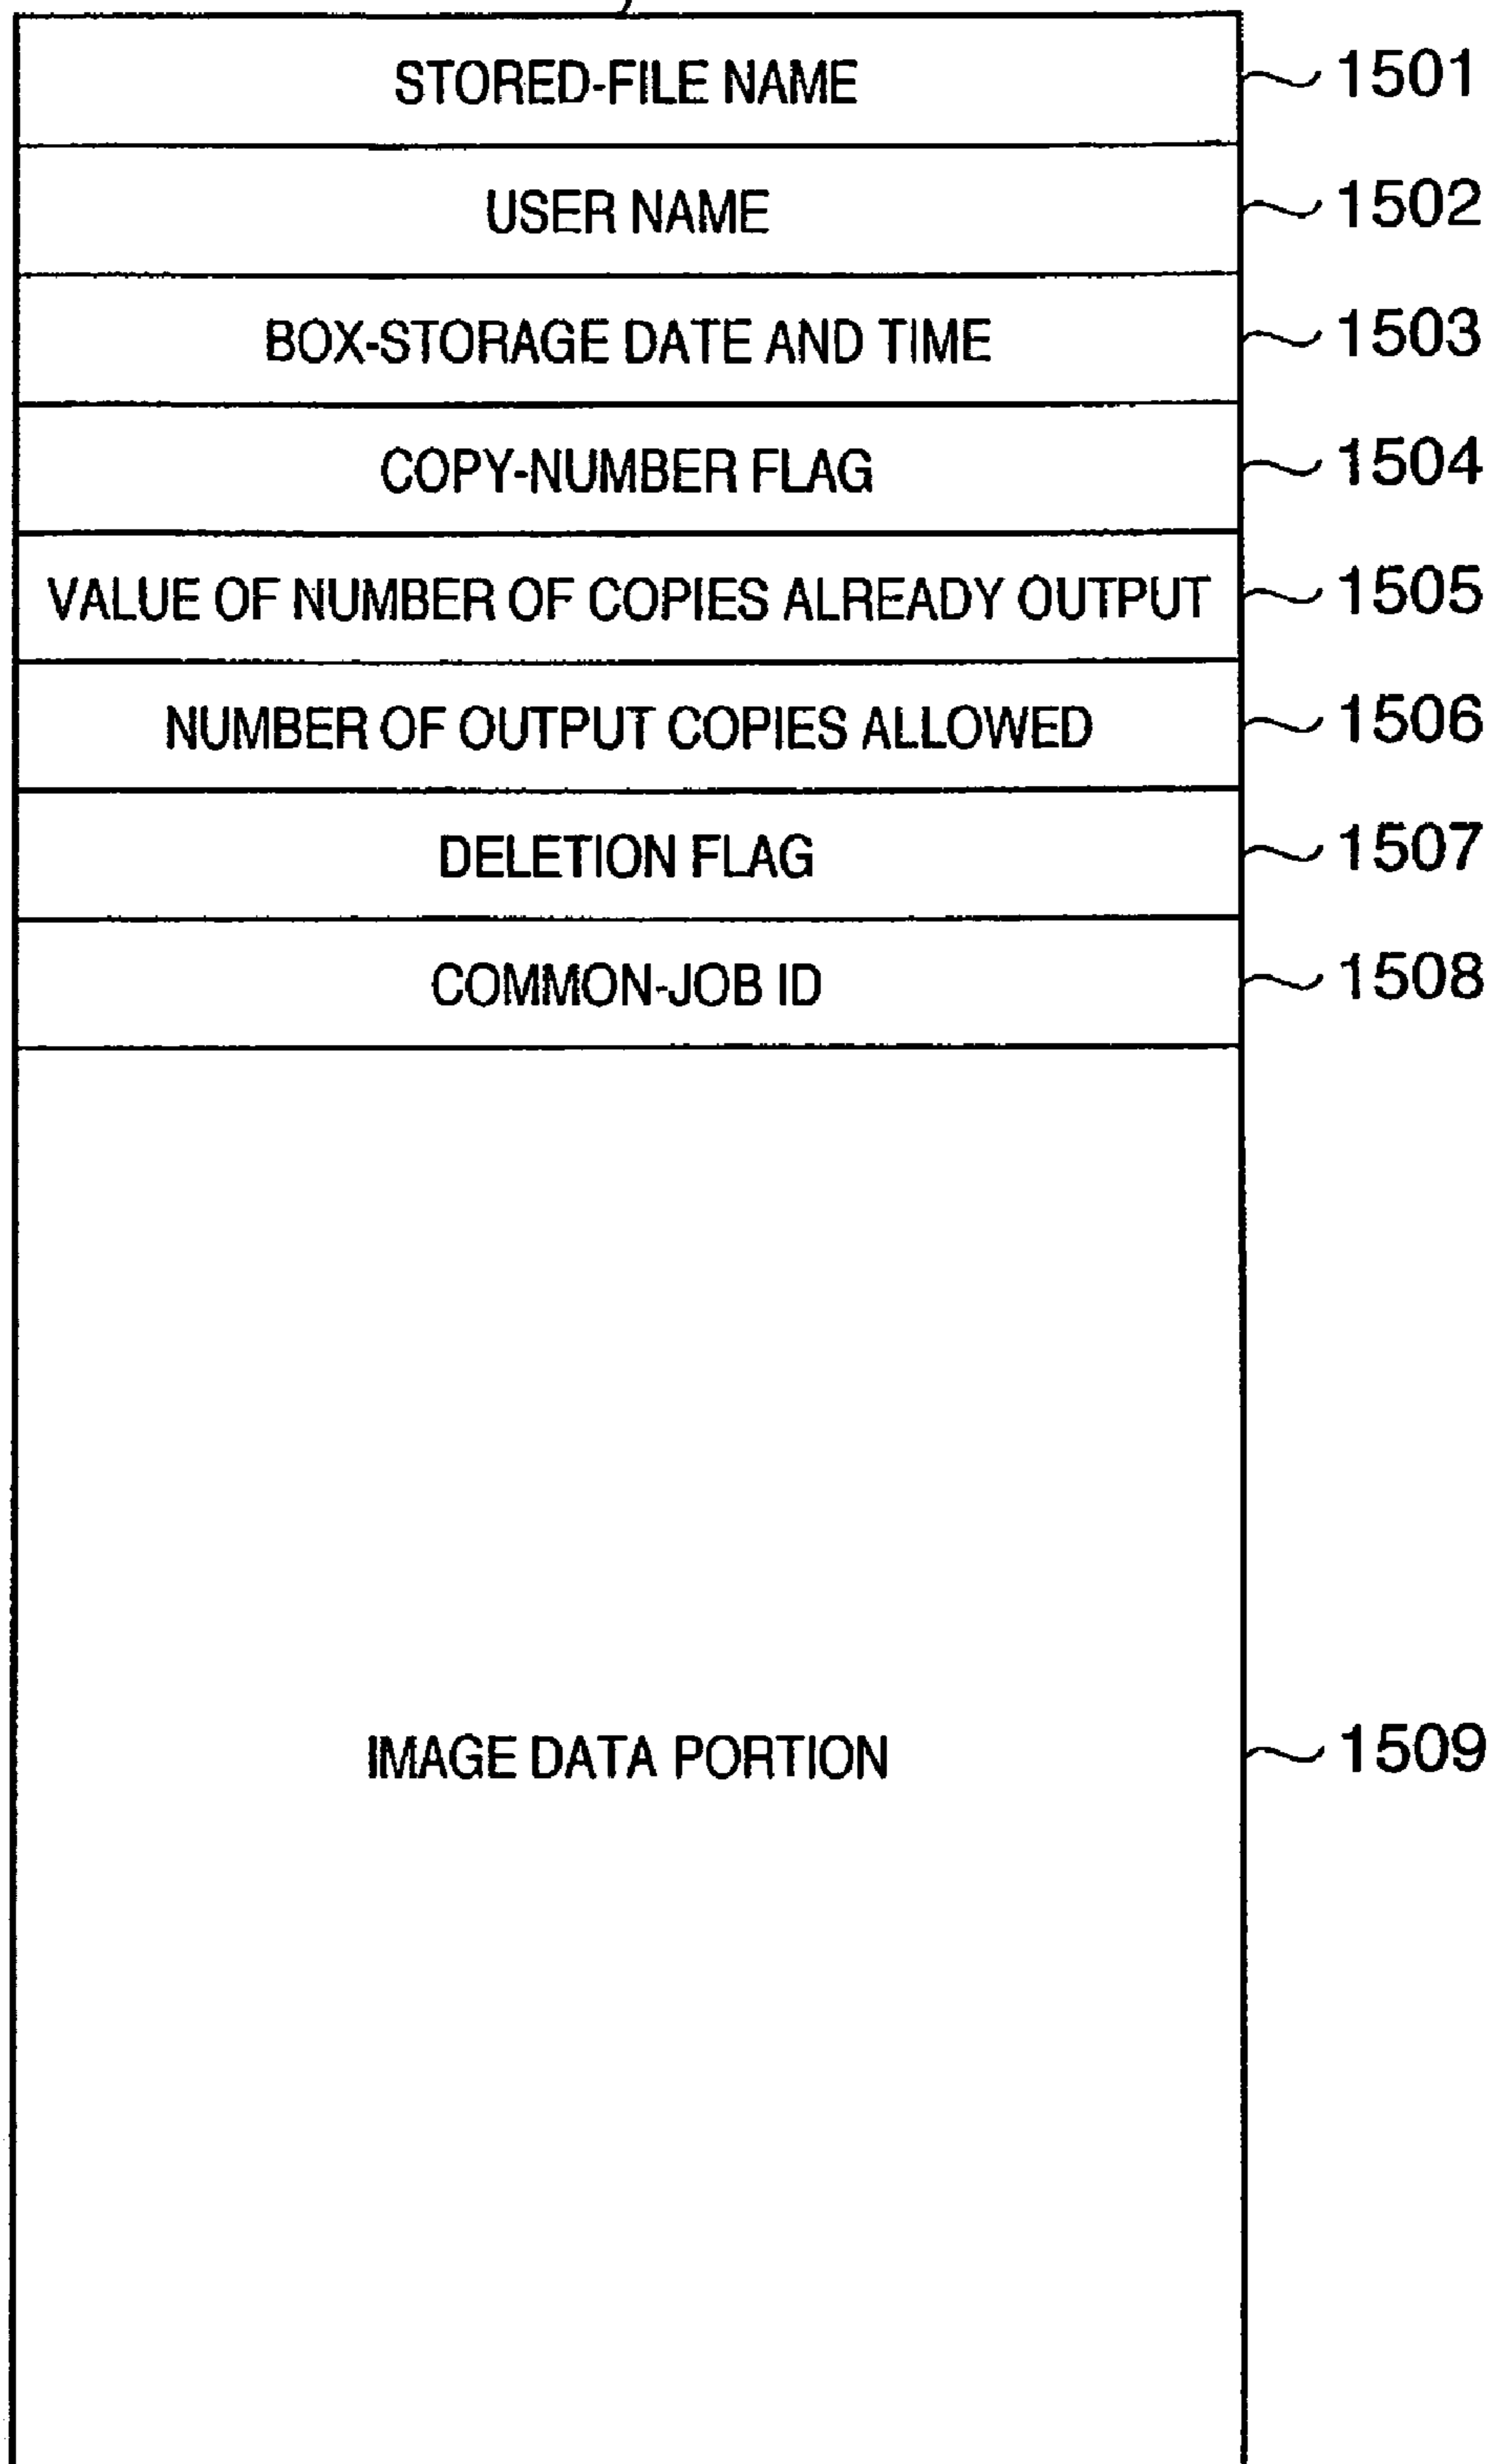 STORED-FILE NAME 1501
USER NAME 1502
BOX-STORAGE DATE AND TIME 1503
COPY-NUMBER FLAG 1504
VALUE OF NUMBER OF COPIES ALREADY OUTPUT 1505
NUMBER OF OUTPUT COPIES ALLOWED 1506
DELETION FLAG 1507
COMMON-JOB ID 1508
IMAGE DATA PORTION 1509